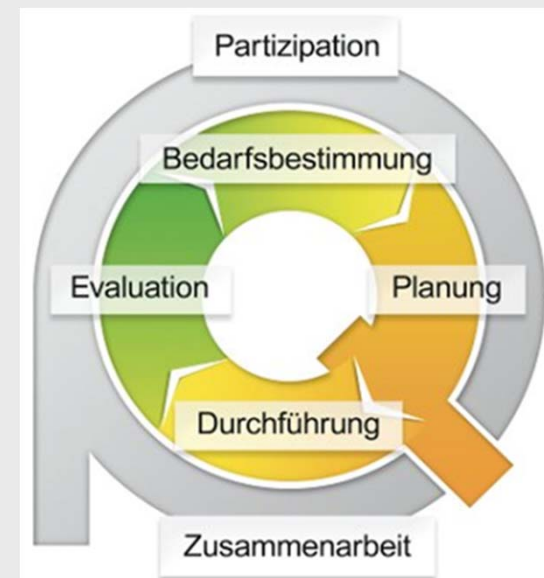 Partizipation
Bedarfsbestimmung
Evaluation
Planung
Durchführung
Zusammenarbeit